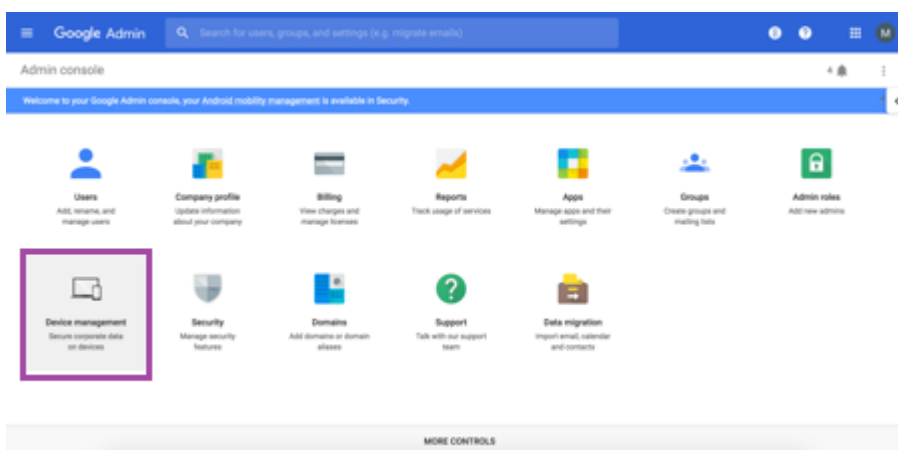 Google Admin
Search for users, groups, and settings (e.g. migrate emails)
M
Admin console
4
Welcome to your Google Admin console, your Android mobility management is available in Security.
Users
Add, rename, and
manage users
Company profile
Update information
about your company
Billing
View charges and
manage licenses
Reports
Track usage of services
Apps
Manage apps and their
settings
Groups
Create groups and
mailing lists
Admin roles
Add new admins
Device management
Secure corporate data
on devices
Security
Manage security
features
Domains
Add domains or domain
aliases
Support
Talk with our support
team
Data migration
Import email, calendar
and contacts
MORE CONTROLS